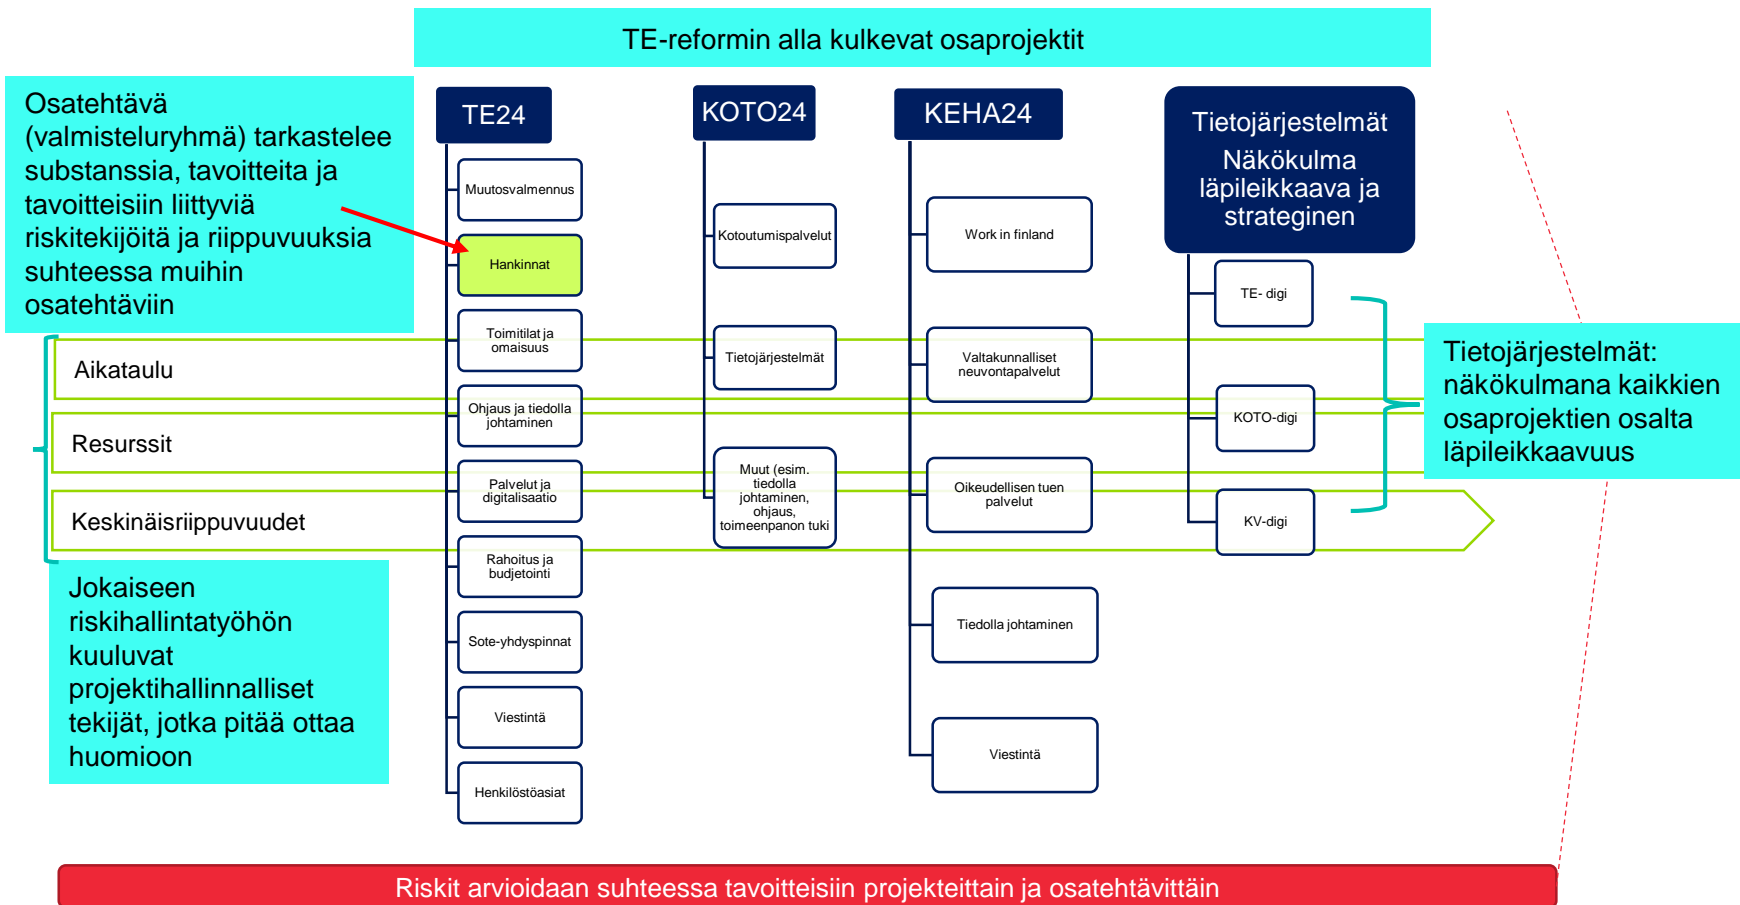 TE-reformin alla kulkevat osaprojektit
Osatehtävä
(valmisteluryhmä) tarkastelee
substanssia, tavoitteita ja
tavoitteisiin liittyviä
riskitekijöitä ja riippuvuuksia
suhteessa muihin
osatehtäviin
Aikataulu
Resurssit
Keskinäisriippuvuudet
Jokaiseen
riskihallintatyöhön
kuuluvat
projektihallinnalliset
tekijät, jotka pitää ottaa
huomioon
TE24
Muutosvalmennus
Hankinnat
Toimitilat ja
omaisuus
Ohjaus ja tiedolla
johtaminen
Palvelut ja
digitalisaatio
Rahoitus ja
budjetointi
Sote-yhdyspinnat
Viestintä
Henkilöstöasiat
KOTO24
Kotoutumispalvelut
Tietojärjestelmät
Muut (esim.
tiedolla
johtaminen,
ohjaus,
toimeenpanon tuki
KEHA24
Work in finland
Valtakunnalliset
neuvontapalvelut
Oikeudellisen tuen
palvelut
Tiedolla johtaminen
Viestintä
Tietojärjestelmät
Näkökulma
läpileikkaava ja
strateginen
TE- digi
KOTO-digi
KV-digi
Tietojärjestelmät:
näkökulmana kaikkien
osaprojektien osalta
läpileikkaavuus
Riskit arvioidaan suhteessa tavoitteisiin projekteittain ja osatehtävittäin